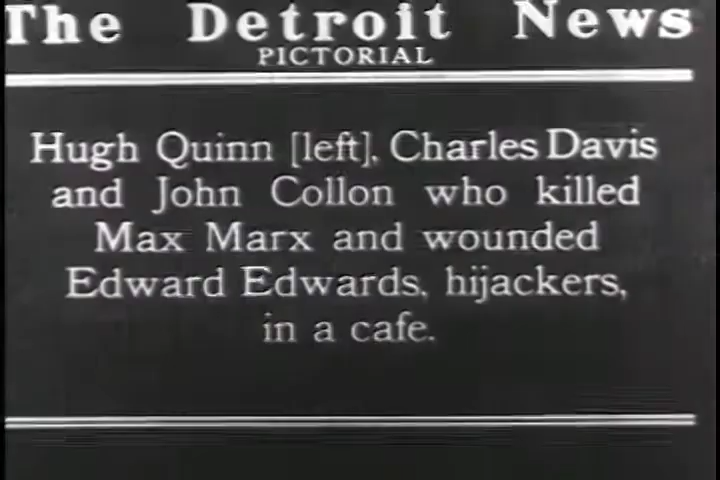 The Detroit News
PICTORIAL
Hugh Quinn [left], Charles Davis
and John Collon who killed
Max Marx and wounded
Edward Edwards, hijackers,
in a cafe.